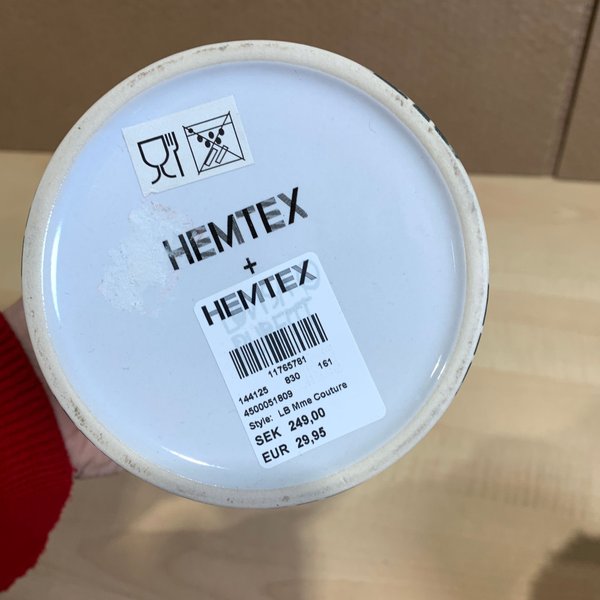 HEMTEX
+
HEMTEX
11765781
144125 830 161
4500051809
Style: LB Mme Couture
SEK 249,00
EUR 29,95